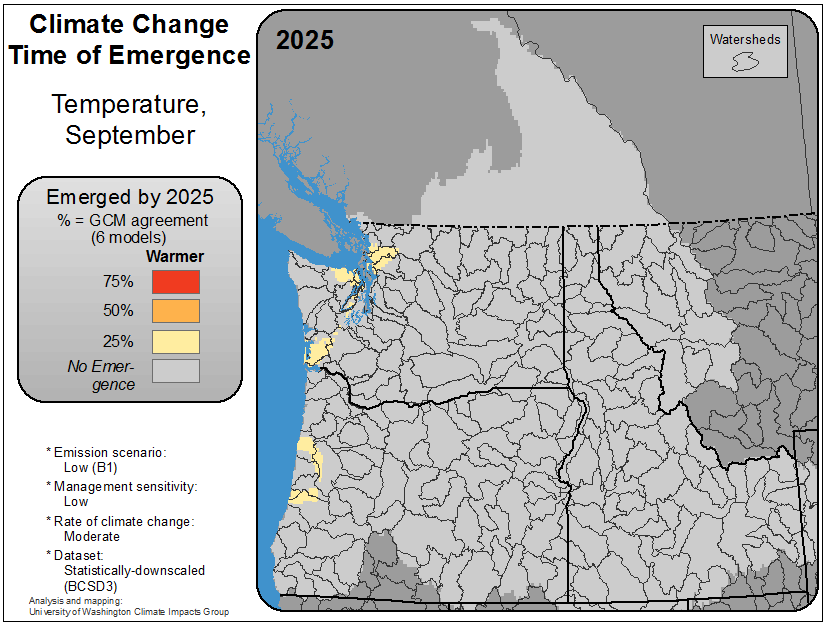 Climate Change
Time of Emergence
Temperature,
September
Emerged by 2025
% = GCM agreement
(6 models)
Warmer
75%
50%
25%
No Emer-
gence
* Emission scenario:
Low (B1)
* Management sensitivity:
Low
* Rate of climate change:
Moderate
* Dataset:
Statistically-downscaled
(BCSD3)
Analysis and mapping:
University of Washington Climate Impacts Group
2025
Watersheds